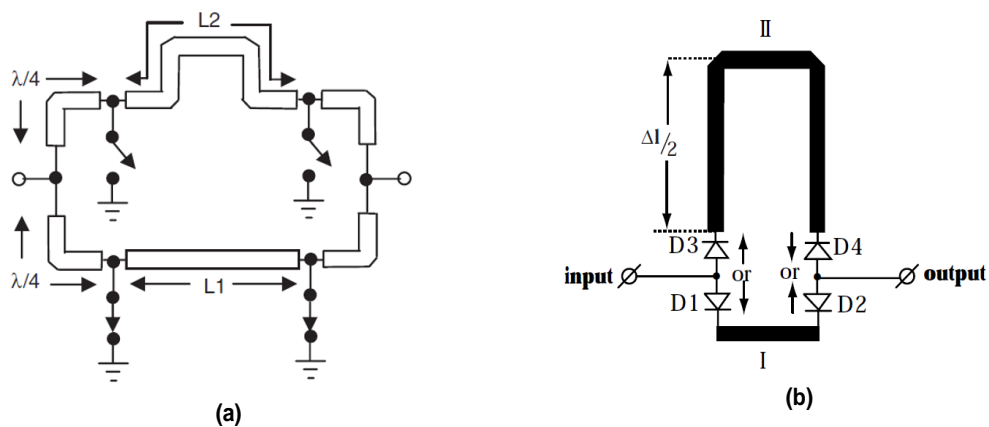 L2
λ/4
λ/4
L1
(a)
II
Δl/2
D3
D4
input
or
or
output
D1
D2
I
(b)